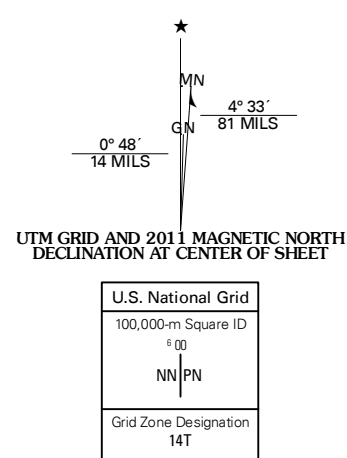 ★
MN
4° 33´
81 MILS
GN
0° 48´
14 MILS
UTM GRID AND 2011 MAGNETIC NORTH
DECLINATION AT CENTER OF SHEET
U.S. National Grid
100,000-m Square ID
6 00
NN PN
Grid Zone Designation
14T